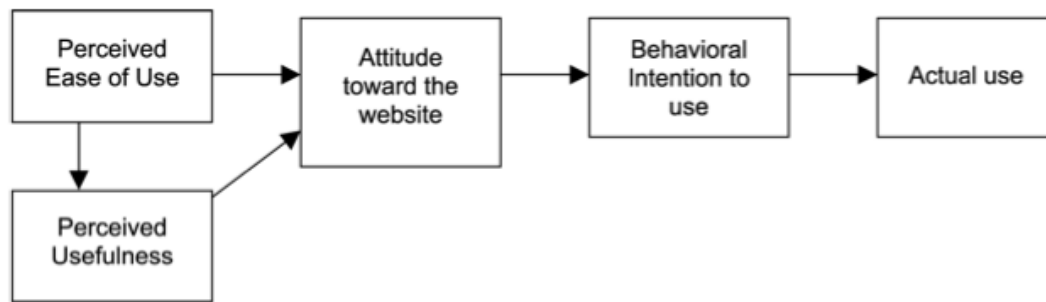 Perceived
Ease of Use
Attitude
toward the
website
Behavioral
Intention to
use
Actual use
Perceived
Usefulness